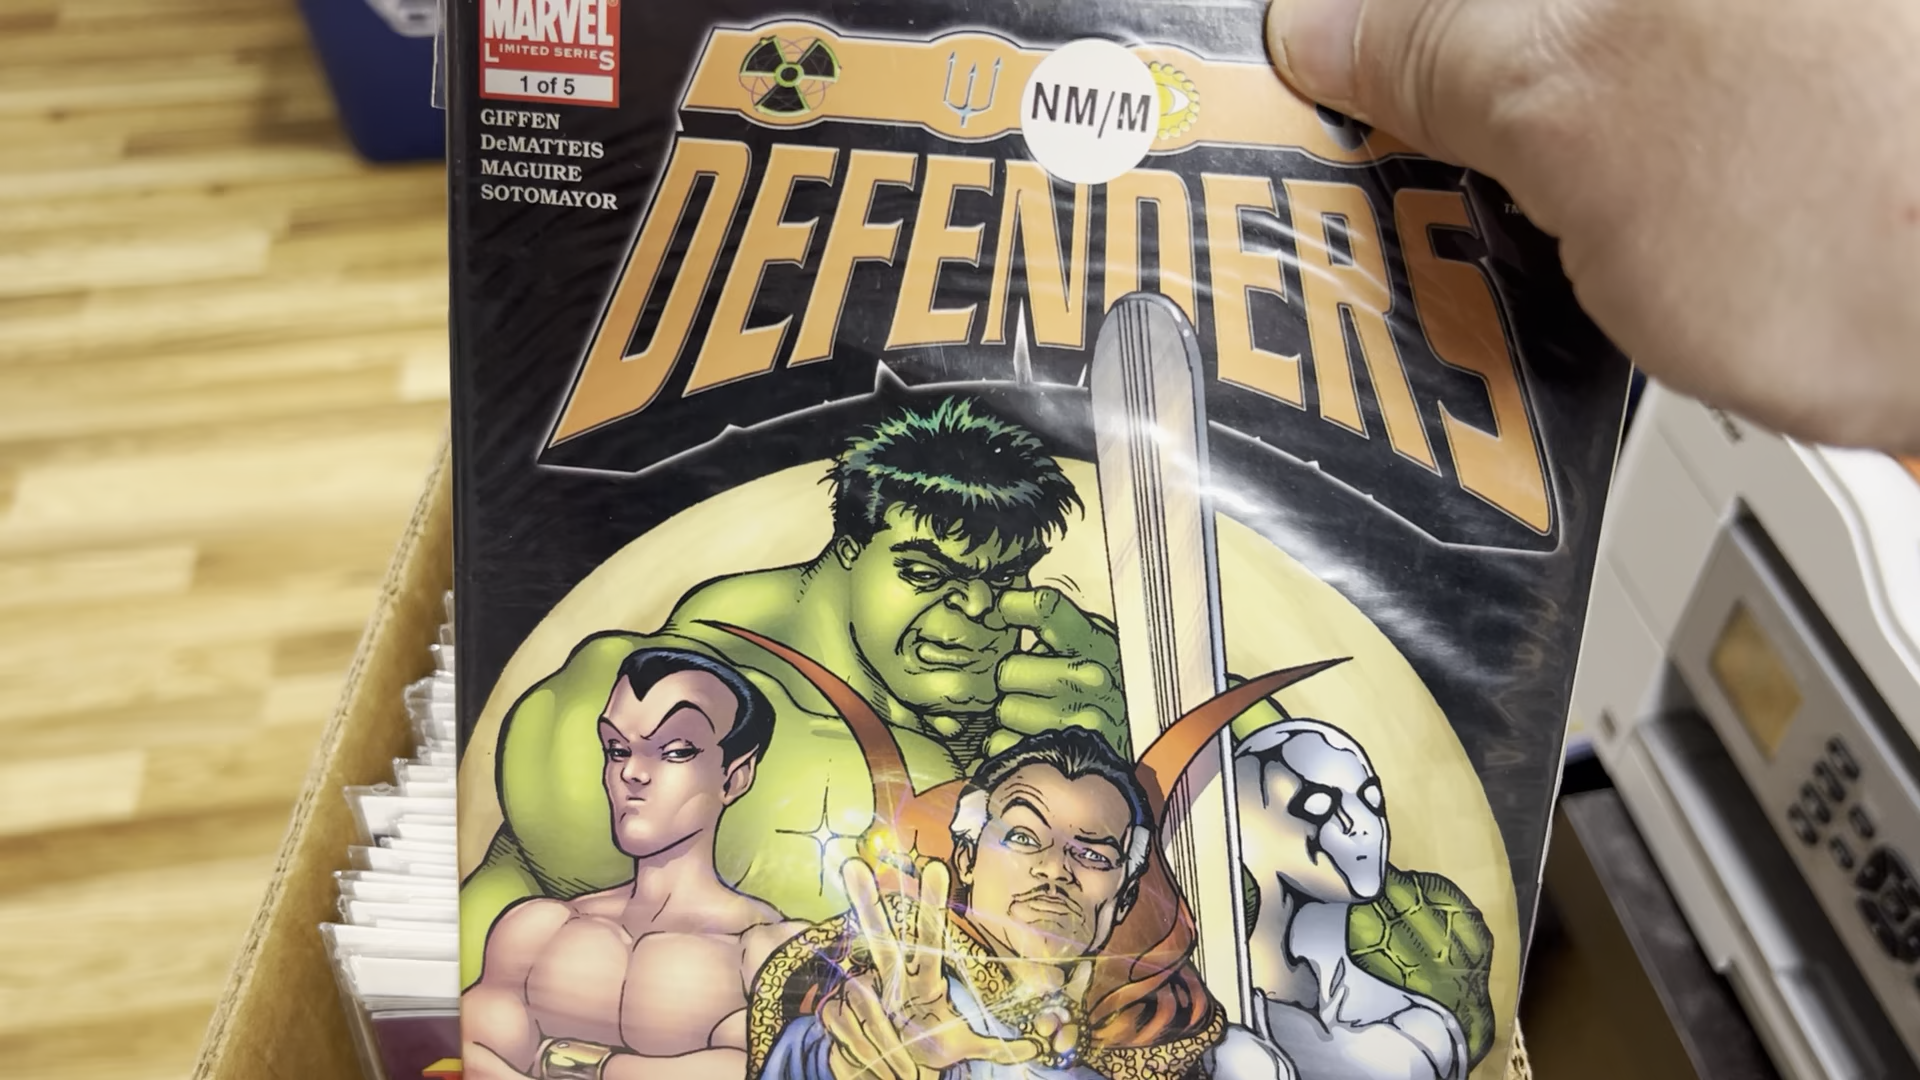 MARVEL
LIMITED SERIES
1 of 5
GIFFEN
DeMATTEIS
MAGUIRE
SOTOMAYOR
NM/M
DEFENDERS